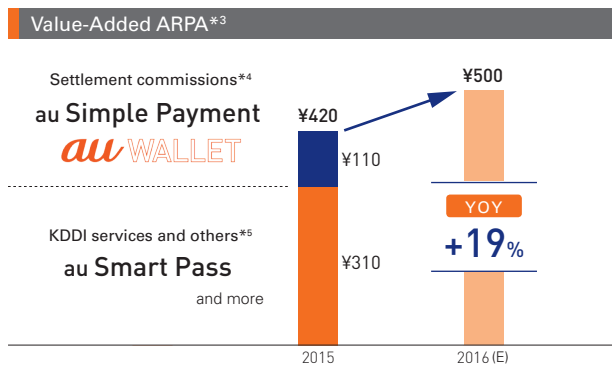 Value-Added ARPA*3
Settlement commissions*4
au Simple Payment
au WALLET
KDDI services and others*5
au Smart Pass
and more
¥420
¥110
¥310
¥500
YOY
+19%
2015
2016(E)